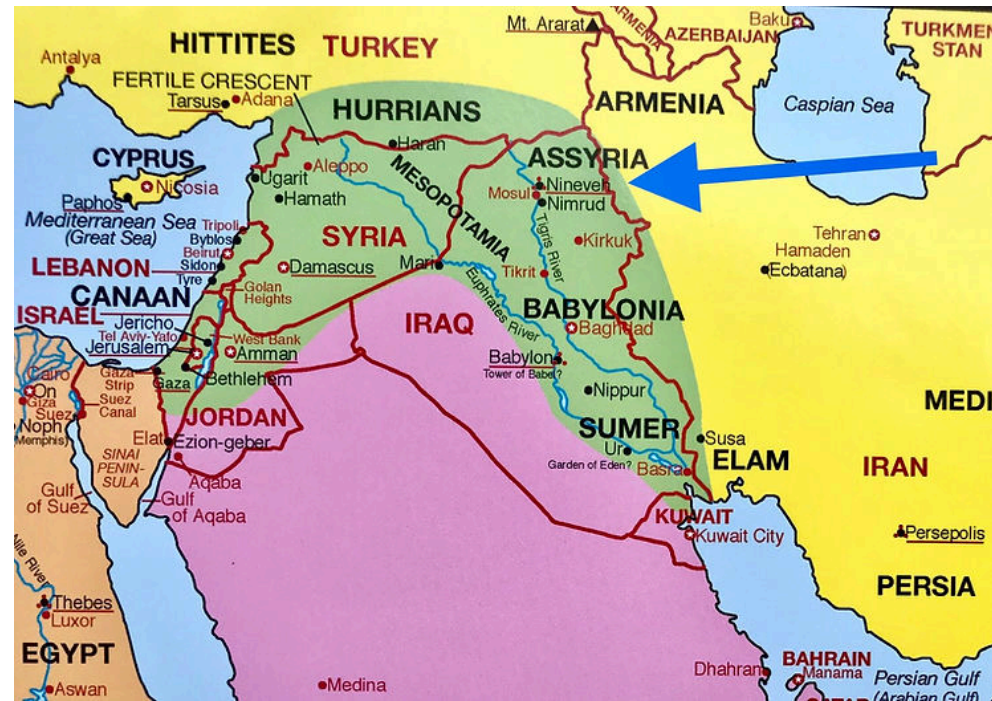 HITTITES
TURKEY
Mt. Ararat
ARMENIA
AZERBAIJAN
Baku
TURKMEN
STAN
Antalya
FERTILE CRESCENT
Tarsus
Adana
HURRIANS
ARMENIA
Caspian Sea
Haran
CYPRUS
Nicosia
Paphos
Aleppo
Ugarit
Hamath
MESOPOTAMIA
ASSYRIA
Nineveh
Mosul
Nimrud
Mediterranean Sea
(Great Sea)
Tripoli
Byblos
Beirut
Sidon
Tyre
SYRIA
Damascus
Mari
Tigris River
Kirkuk
Tikrit
Tehran
Hamaden
Ecbatana)
LEBANON
CANAAN
Golan
Heights
Euphrates River
BABYLONIA
Baghdad
IRAQ
ISRAEL
Jericho
Tel Aviv-Yafo
Jerusalem
West Bank
Amman
Babylon
Tower of Babel?
Cairo
On
Giza
Suez
Noph
(Memphis)
Gaza
Strip
Suez
Canal
Gaza
Bethlehem
Nippur
MEDI
JORDAN
SUMER
Ur
Garden of Eden?
Basra
Susa
ELAM
IRAN
Elat
Ezion-geber
SINAI
PENIN-
SULA
Aqaba
Gulf
of Suez
Gulf
of Aqaba
KUWAIT
Kuwait City
Persepolis
PERSIA
Nile River
Thebes
Luxor
EGYPT
Aswan
Medina
Dhahran
BAHRAIN
Manama
Persian Gulf
(Arabian Gulf)
QATAR